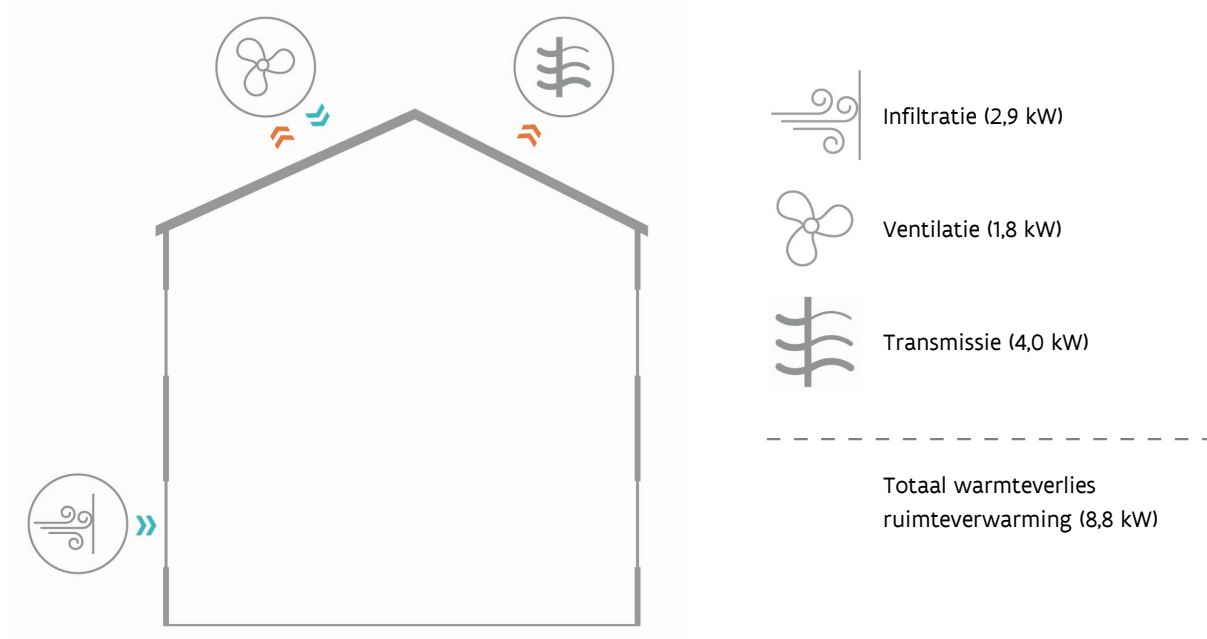 Infiltratie (2,9 kW)
Ventilatie (1,8 kW)
Transmissie (4,0 kW)
Totaal warmteverlies
ruimteverwarming (8,8 kW)